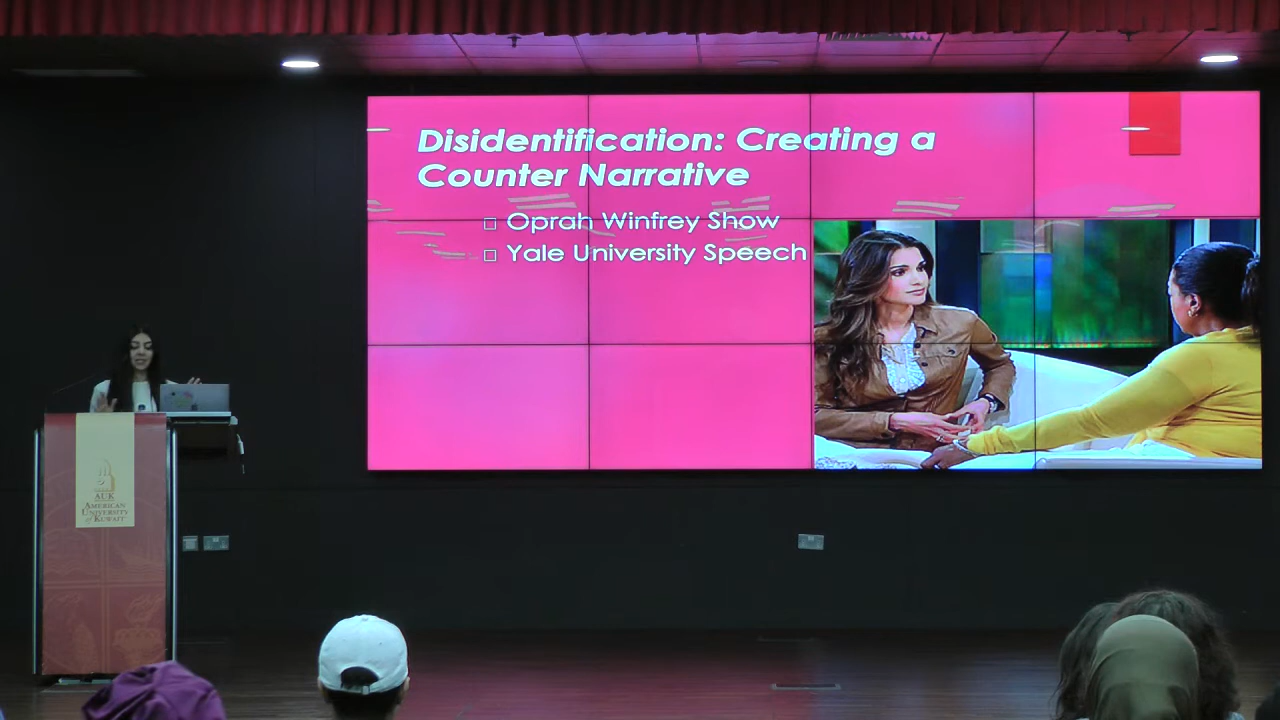 Disidentification: Creating a
Counter Narrative
Oprah Winfrey Show
Yale University Speech
AUK
American
University
of Kuwait